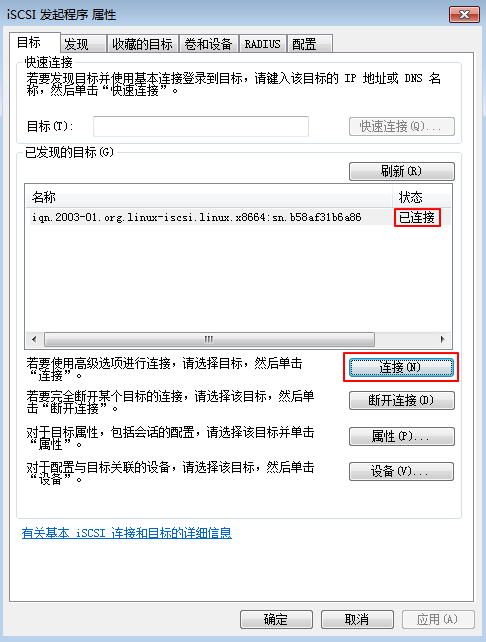 iSCSI 发起程序 属性
目标 发现 收藏的目标 卷和设备 RADIUS 配置
快速连接
若要发现目标并使用基本连接登录到目标，请键入该目标的 IP 地址或 DNS 名
称，然后单击“快速连接”。
目标(T): 快速连接(Q)...
已发现的目标(G)
刷新(R)
名称 状态
iqn.2003-01.org.linux-iscsi.linux.x8664:sn.b58af31b6a86 已连接
若要使用高级选项进行连接，请选择目标，然后单击
“连接”。
连接(N)
若要完全断开某个目标的连接，请选择该目标，然后单
击“断开连接”。
断开连接(D)
对于目标属性，包括会话的配置，请选择该目标并单击
“属性”。
属性(P)...
对于配置与目标关联的设备，请选择该目标，然后单击
“设备”。
设备(V)...
有关基本 iSCSI 连接和目标的详细信息
确定 取消 应用(A)